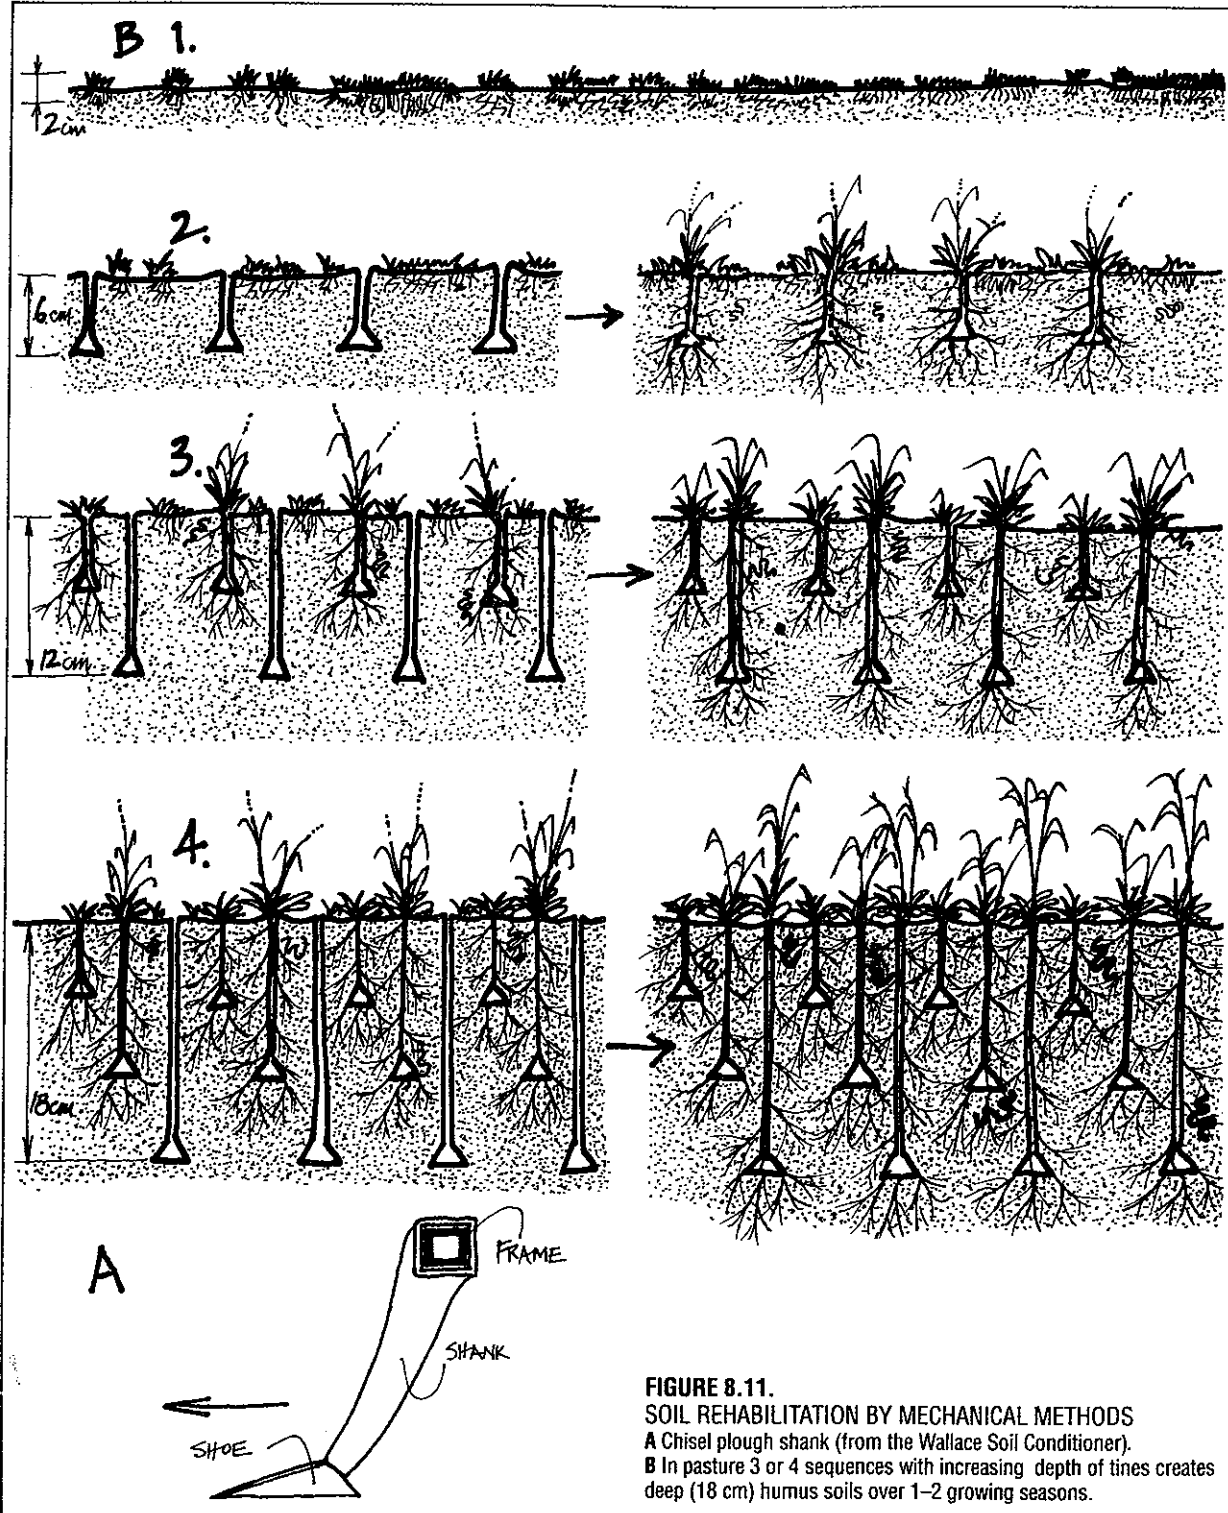 B 1.
2cm
2.
6cm
3.
12cm
4.
18cm
A
FRAME
SHANK
SHOE
FIGURE 8.11.
SOIL REHABILITATION BY MECHANICAL METHODS
A Chisel plough shank (from the Wallace Soil Conditioner).
B In pasture 3 or 4 sequences with increasing depth of tines creates
deep (18 cm) humus soils over 1–2 growing seasons.